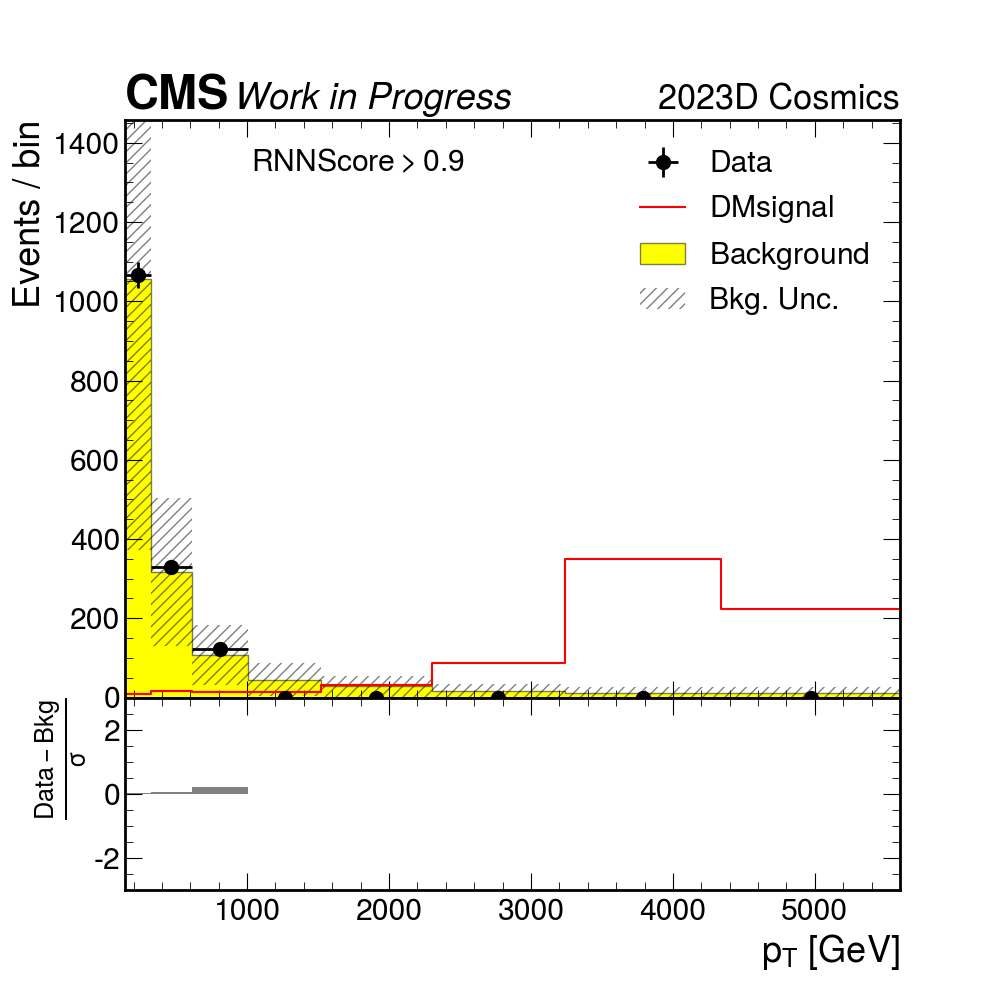 CMS Work in Progress 2023D Cosmics
Events / bin
RNNScore > 0.9
Data
DMsignal
Background
Bkg. Unc.
1400
1200
1000
800
600
400
200
0
Data − Bkg
σ
2
0
-2
1000 2000 3000 4000 5000
pT [GeV]